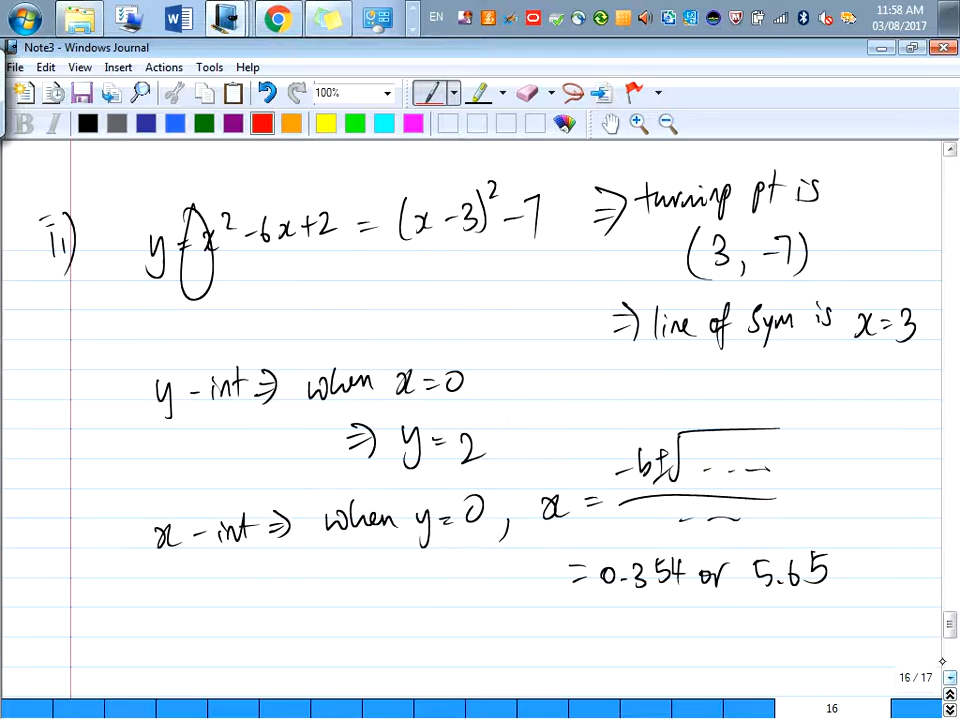 EN
11:58 AM
03/08/2017
Note3 - Windows Journal
File Edit View Insert Actions Tools Help
100%
B I
ii) y = x² - 6x + 2 = (x - 3)² - 7 ⇒ turning pt is
(3, -7)
⇒ line of sym is x = 3
y - int ⇒ when x = 0
⇒ y = 2
x - int ⇒ when y = 0, x = -b ± √ ... / ...
= 0.354 or 5.65
16 / 17
16